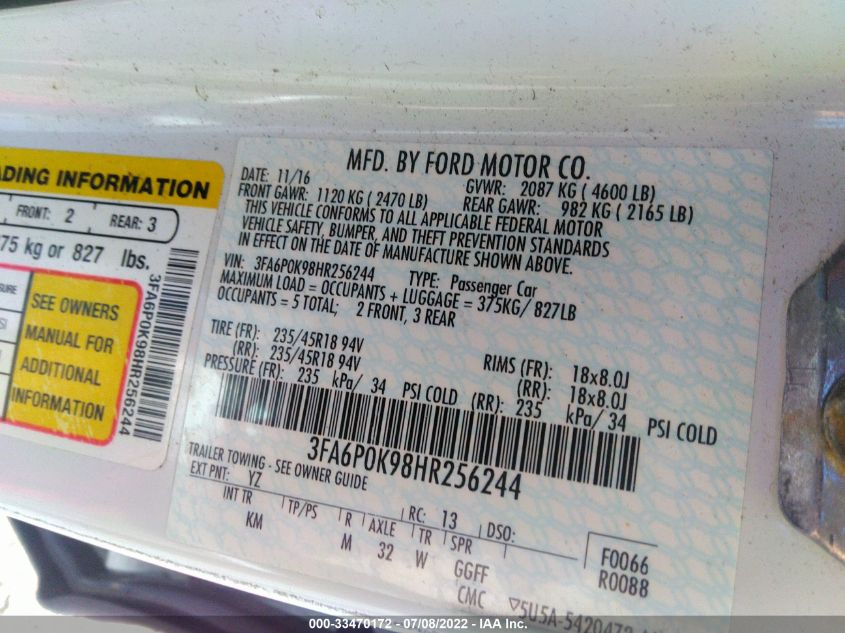 ADING INFORMATION
FRONT: 2 REAR: 3
75 kg or 827 lbs.
SEE OWNERS
MANUAL FOR
ADDITIONAL
INFORMATION
3FA6P0K98HR256244
MFD. BY FORD MOTOR CO.
DATE: 11/16 GVWR: 2087 KG ( 4600 LB)
FRONT GAWR: 1120 KG ( 2470 LB) REAR GAWR: 982 KG ( 2165 LB)
THIS VEHICLE CONFORMS TO ALL APPLICABLE FEDERAL MOTOR
VEHICLE SAFETY, BUMPER, AND THEFT PREVENTION STANDARDS
IN EFFECT ON THE DATE OF MANUFACTURE SHOWN ABOVE.
VIN: 3FA6P0K98HR256244 TYPE: Passenger Car
MAXIMUM LOAD = OCCUPANTS + LUGGAGE = 375KG/ 827LB
OCCUPANTS = 5 TOTAL; 2 FRONT, 3 REAR
TIRE (FR): 235/45R18 94V RIMS (FR): 18x8.0J
(RR): 235/45R18 94V (RR): 18x8.0J
PRESSURE (FR): 235 kPa/ 34 PSI COLD (RR): 235 kPa/ 34 PSI COLD
3FA6P0K98HR256244
TRAILER TOWING - SEE OWNER GUIDE
EXT PNT: YZ RC: 13 DSO:
INT TR TP/PS R AXLE TR SPR F0066
KM M 32 W GGFF R0088
CMC
000-33470172 - 07/08/2022 - IAA Inc.